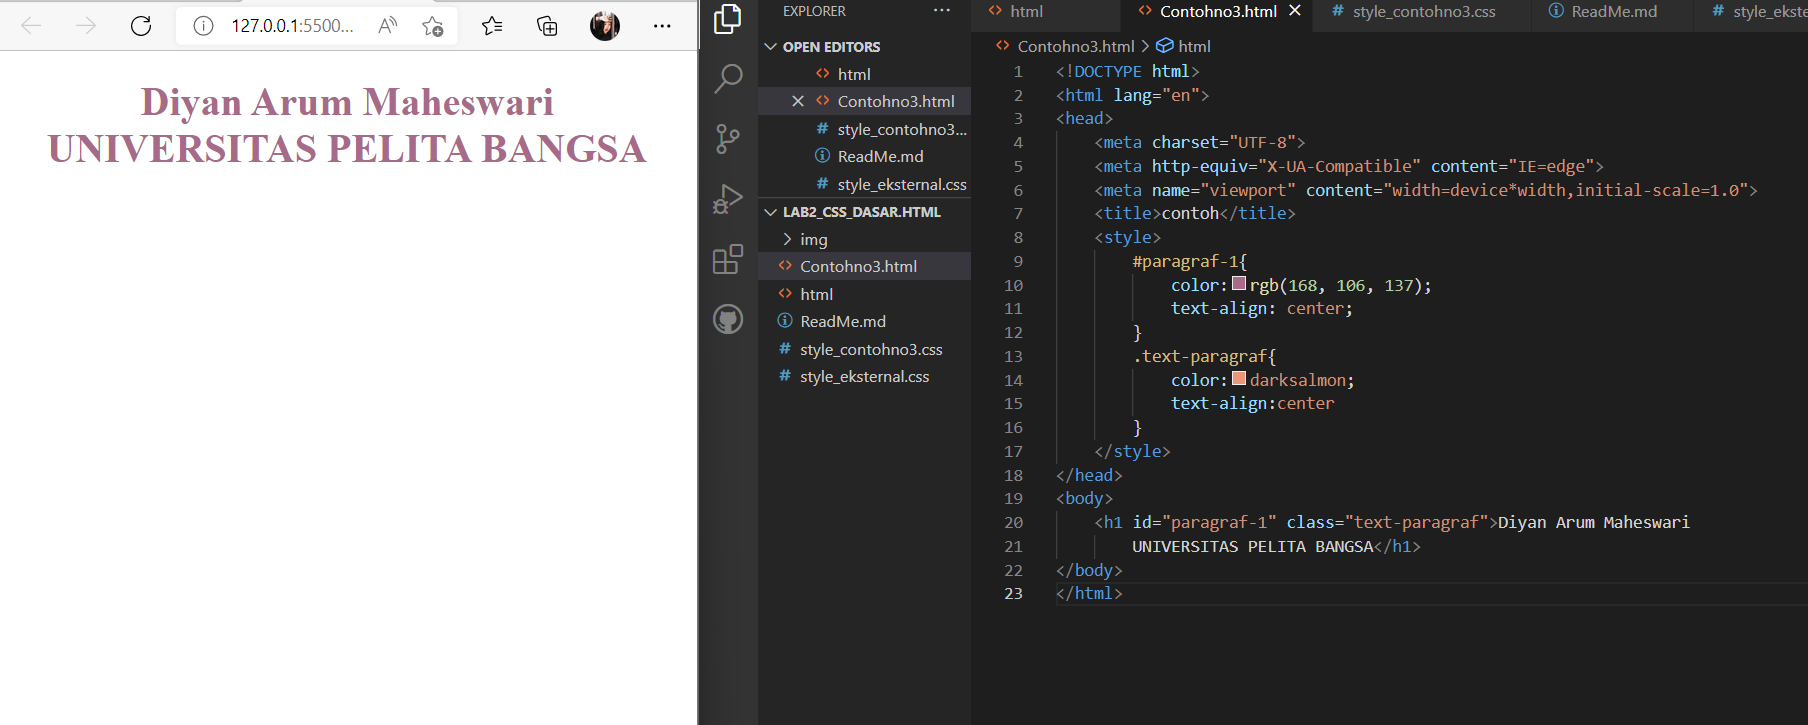 127.0.0.1:5500...
Diyan Arum Maheswari
UNIVERSITAS PELITA BANGSA
EXPLORER
OPEN EDITORS
html
Contohno3.html
style_contohno3...
ReadMe.md
style_eksternal.css
LAB2_CSS_DASAR.HTML
img
Contohno3.html
html
ReadMe.md
style_contohno3.css
style_eksternal.css
html Contohno3.html style_contohno3.css ReadMe.md style_ekste
Contohno3.html > html
1 <!DOCTYPE html>
2 <html lang="en">
3 <head>
4 <meta charset="UTF-8">
5 <meta http-equiv="X-UA-Compatible" content="IE=edge">
6 <meta name="viewport" content="width=device*width,initial-scale=1.0">
7 <title>contoh</title>
8 <style>
9 #paragraf-1{
10 color:rgb(168, 106, 137);
11 text-align: center;
12 }
13 .text-paragraf{
14 color:darksalmon;
15 text-align:center
16 }
17 </style>
18 </head>
19 <body>
20 <h1 id="paragraf-1" class="text-paragraf">Diyan Arum Maheswari
21 UNIVERSITAS PELITA BANGSA</h1>
22 </body>
23 </html>